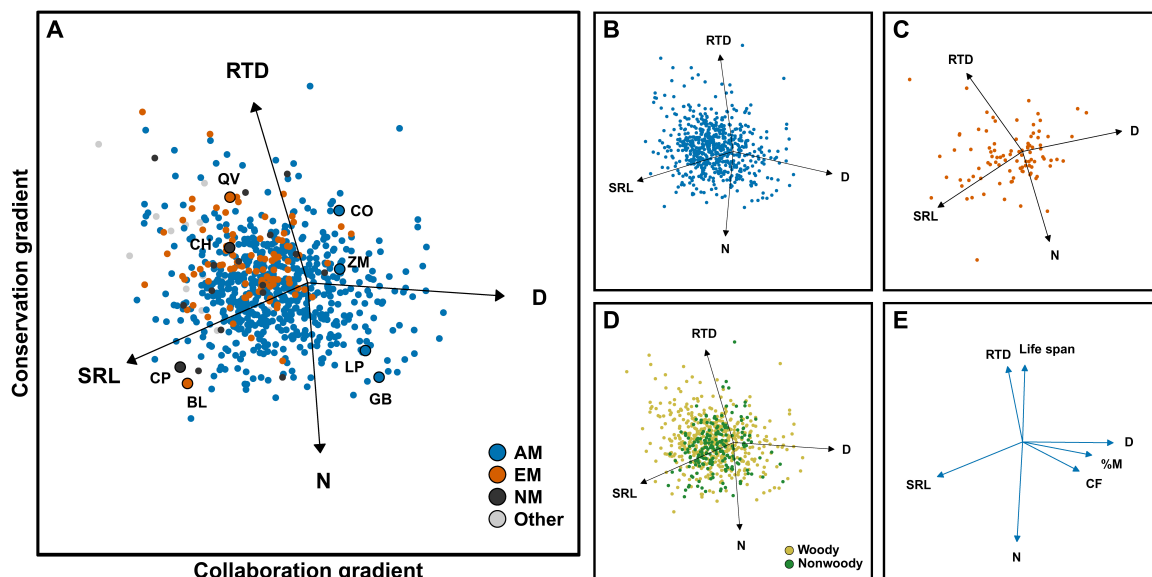 A
RTD
QV
CO
CH
ZM
D
SRL
CP
BL
LP
GB
N
AM
EM
NM
Other
Conservation gradient
Collaboration gradient
B
RTD
SRL
D
N
C
RTD
D
SRL
N
D
RTD
D
SRL
N
Woody
Nonwoody
E
RTD
Life span
D
%M
CF
SRL
N